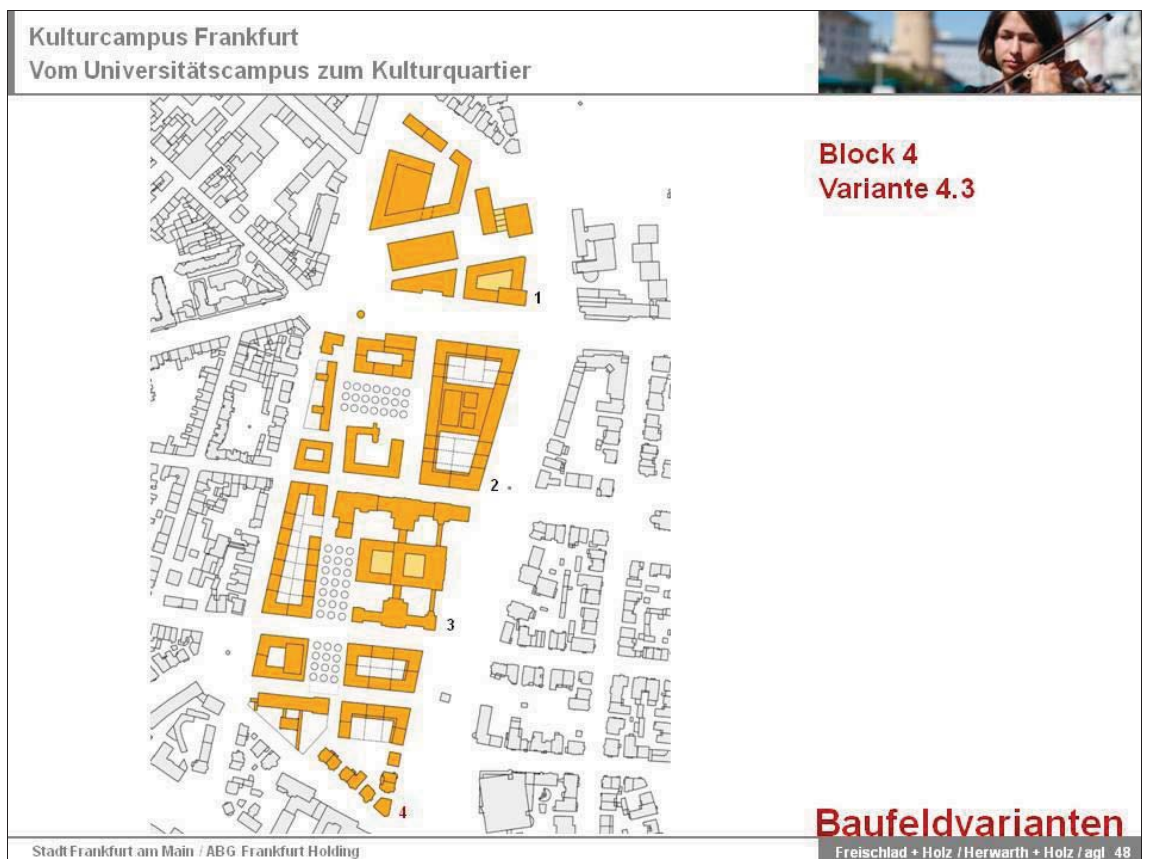 Kulturcampus Frankfurt
Vom Universitätscampus zum Kulturquartier
Block 4
Variante 4.3
1
2
3
4
Baufeldvarianten
Stadt Frankfurt am Main / ABG Frankfurt Holding
Freischlad + Holz / Herwarth + Holz / agl 48